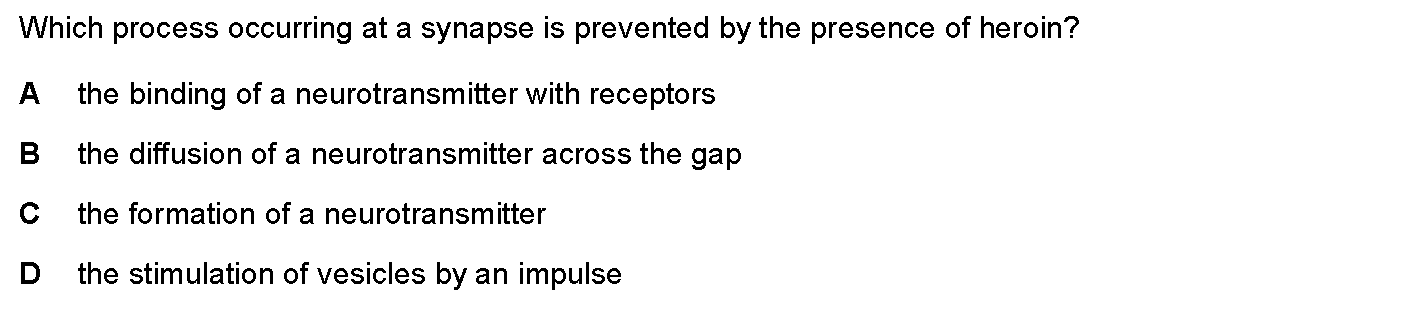 Which process occurring at a synapse is prevented by the presence of heroin?
A the binding of a neurotransmitter with receptors
B the diffusion of a neurotransmitter across the gap
C the formation of a neurotransmitter
D the stimulation of vesicles by an impulse